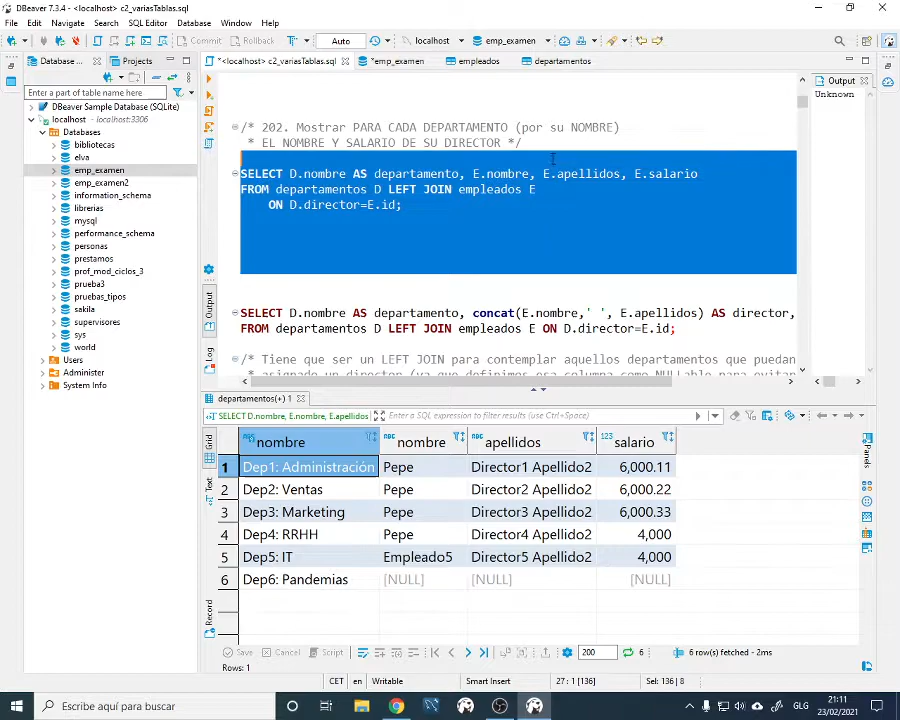 DBeaver 7.3.4 - <localhost> c2_variasTablas.sql
File Edit Navigate Search SQL Editor Database Window Help
Commit Rollback Auto localhost emp_examen
Database ... Projects *<localhost> c2_variasTablas.sql *emp_examen empleados departamentos Output
Enter a part of table name here
Unknown
DBeaver Sample Database (SQLite)
localhost - localhost:3306
Databases
bibliotecas
elva
emp_examen
emp_examen2
information_schema
librerias
mysql
performance_schema
personas
prestamos
prof_mod_ciclos_3
prueba3
pruebas_tipos
sakila
supervisores
sys
world
Users
Administer
System Info
Output
Log
/* 202. Mostrar PARA CADA DEPARTAMENTO (por su NOMBRE)
* EL NOMBRE Y SALARIO DE SU DIRECTOR */
SELECT D.nombre AS departamento, E.nombre, E.apellidos, E.salario
FROM departamentos D LEFT JOIN empleados E
ON D.director=E.id;
SELECT D.nombre AS departamento, concat(E.nombre,' ', E.apellidos) AS director,
FROM departamentos D LEFT JOIN empleados E ON D.director=E.id;
/* Tiene que ser un LEFT JOIN para contemplar aquellos departamentos que puedan
departamentos(+) 1
SELECT D.nombre, E.nombre, E.apellidos Enter a SQL expression to filter results (use Ctrl+Space)
Grid
Text
Record
Panels
nombre nombre apellidos salario
1 Dep1: Administración Pepe Director1 Apellido2 6,000.11
2 Dep2: Ventas Pepe Director2 Apellido2 6,000.22
3 Dep3: Marketing Pepe Director3 Apellido2 6,000.33
4 Dep4: RRHH Pepe Director4 Apellido2 4,000
5 Dep5: IT Empleado5 Director5 Apellido2 4,000
6 Dep6: Pandemias [NULL] [NULL] [NULL]
Save Cancel Script 200 6 6 row(s) fetched - 2ms
Rows: 1
CET en Writable Smart Insert 27 : 1 [136] Sel: 136 | 8
Escribe aquí para buscar GLG 21:11
23/02/2021